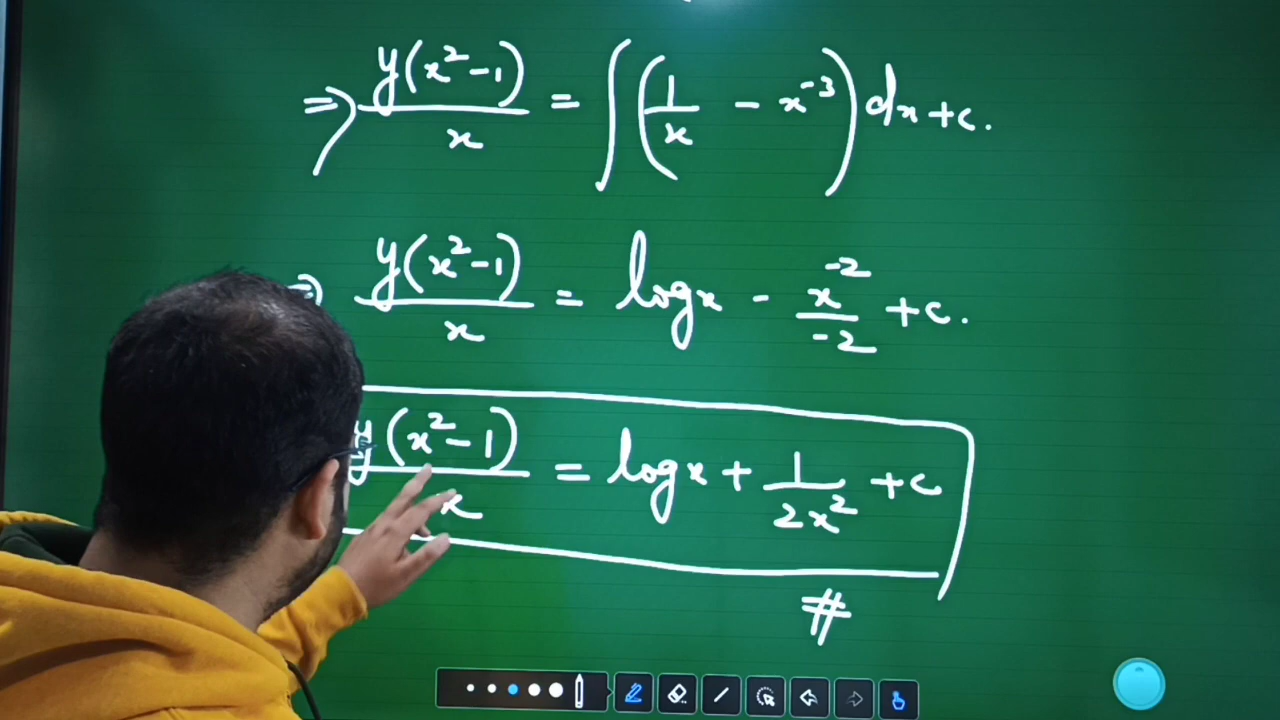 ⇒ y(x²-1)/x = ∫(1/x - x⁻³)dx+c.
⇒ y(x²-1)/x = logx - x⁻²/-2 +c.
y(x²-1)/x = logx + 1/2x² +c
#